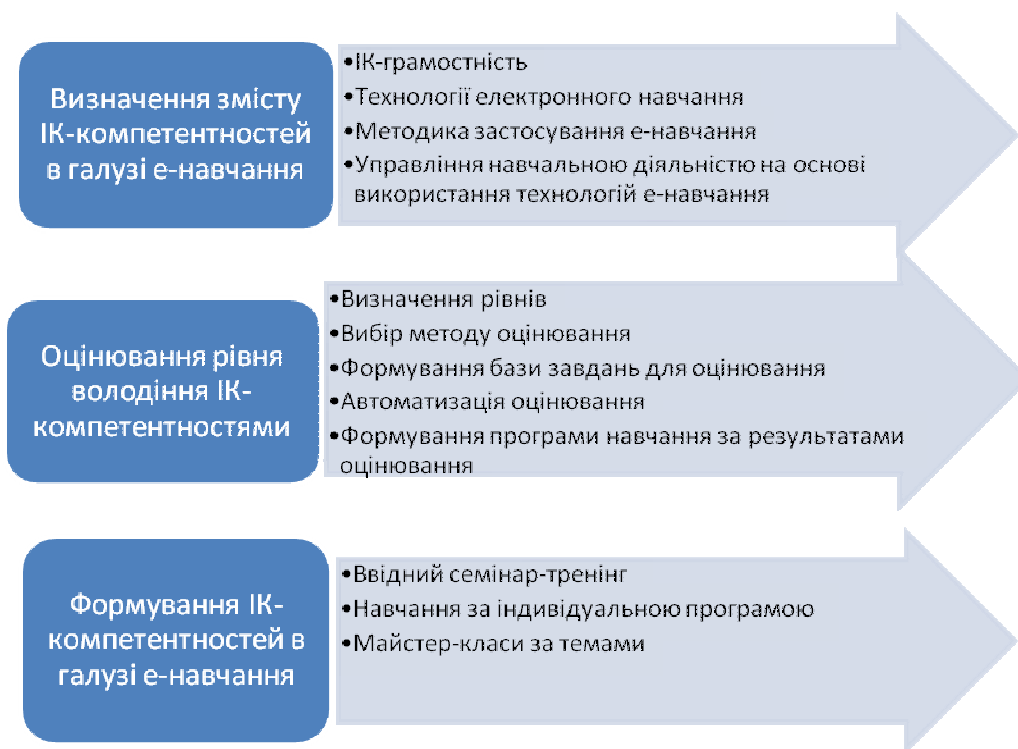 Визначення змісту
ІК-компетентностей
в галузі е-навчання
•ІК-грамостність
•Технології електронного навчання
•Методика застосування е-навчання
•Управління навчальною діяльністю на основі
використання технологій е-навчання
Оцінювання рівня
володіння ІК-
компетентностями
•Визначення рівнів
•Вибір методу оцінювання
•Формування бази завдань для оцінювання
•Автоматизація оцінювання
•Формування програми навчання за результатами
оцінювання
Формування ІК-
компетентностей в
галузі е-навчання
•Ввідний семінар-тренінг
•Навчання за індивідуальною програмою
•Майстер-класи за темами